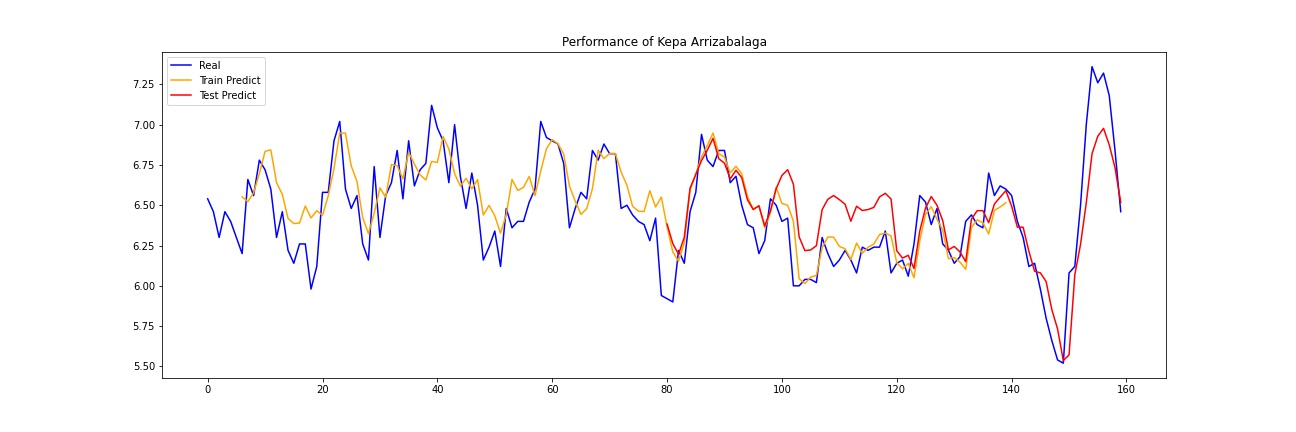 Performance of Kepa Arrizabalaga
Real
Train Predict
Test Predict
7.25
7.00
6.75
6.50
6.25
6.00
5.75
5.50
0 20 40 60 80 100 120 140 160